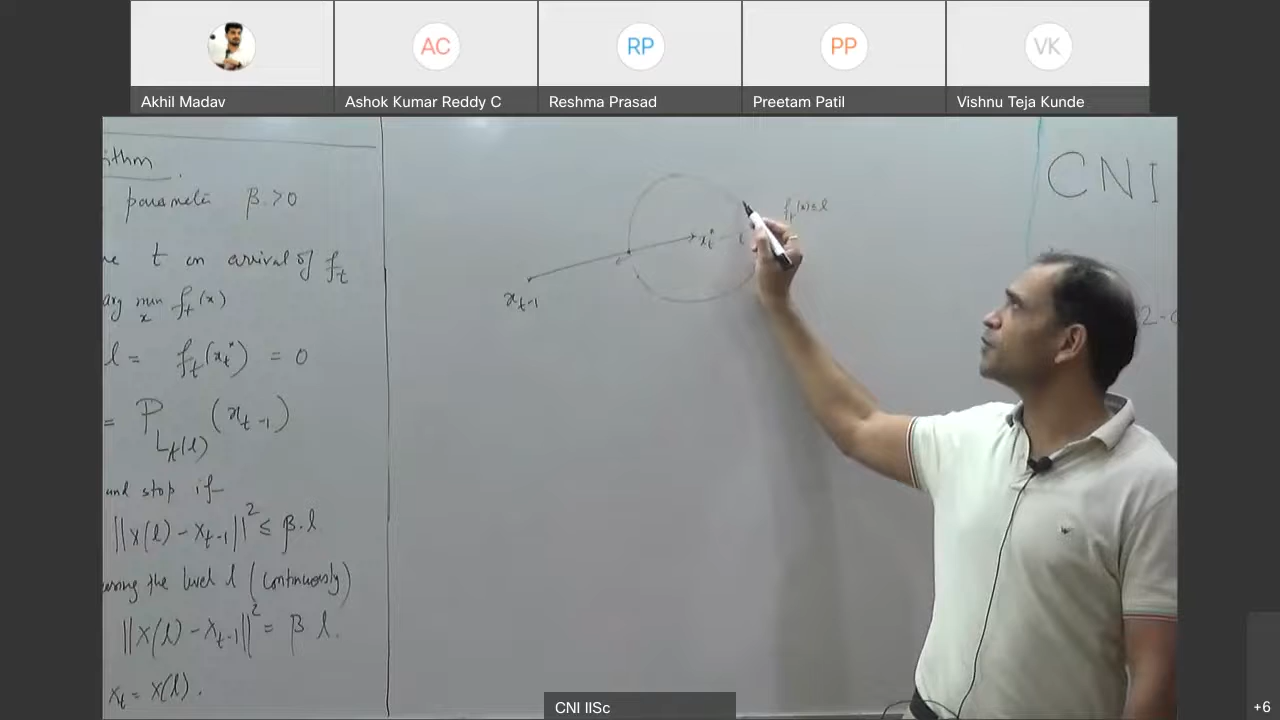 Akhil Madav
AC
Ashok Kumar Reddy C
RP
Reshma Prasad
PP
Preetam Patil
VK
Vishnu Teja Kunde
ithm
parameter β > 0
t on arrival of f_t
arg min_x f_t(x)
l = f_t(x_t^*) = 0
= P_{L_t(l)} (x_{t-1})
and stop if
||x(l) - x_{t-1}||^2 ≤ β. l
the level l (continuously)
||x(l) - x_{t-1}||^2 = β l.
x_t = x(l).
x_{t-1}
x_t^*
f_t(x) ≤ l
CNI
CNI IISc
+6